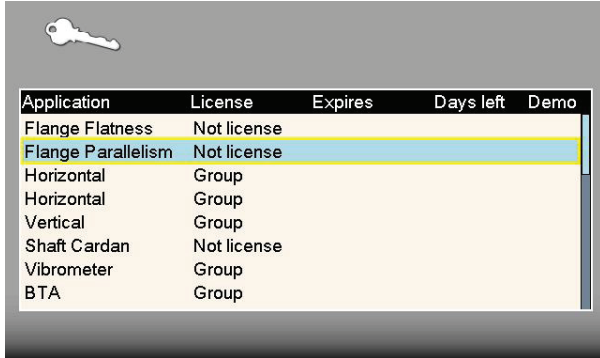 Application License Expires Days left Demo
Flange Flatness Not license
Flange Parallelism Not license
Horizontal Group
Horizontal Group
Vertical Group
Shaft Cardan Not license
Vibrometer Group
BTA Group